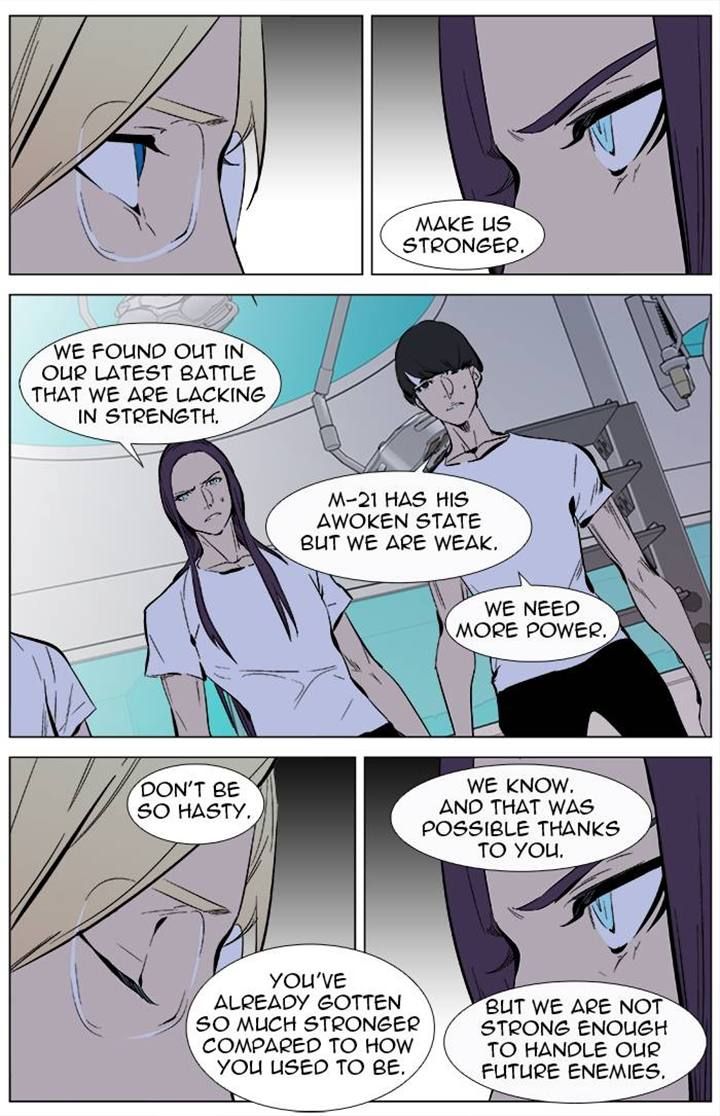 MAKE US
STRONGER.
WE FOUND OUT IN
OUR LATEST BATTLE
THAT WE ARE LACKING
IN STRENGTH.
M-21 HAS HIS
AWOKEN STATE
BUT WE ARE WEAK.
WE NEED
MORE POWER.
DON'T BE
SO HASTY.
YOU'VE
ALREADY GOTTEN
SO MUCH STRONGER
COMPARED TO HOW
YOU USED TO BE.
WE KNOW.
AND THAT WAS
POSSIBLE THANKS
TO YOU.
BUT WE ARE NOT
STRONG ENOUGH
TO HANDLE OUR
FUTURE ENEMIES.